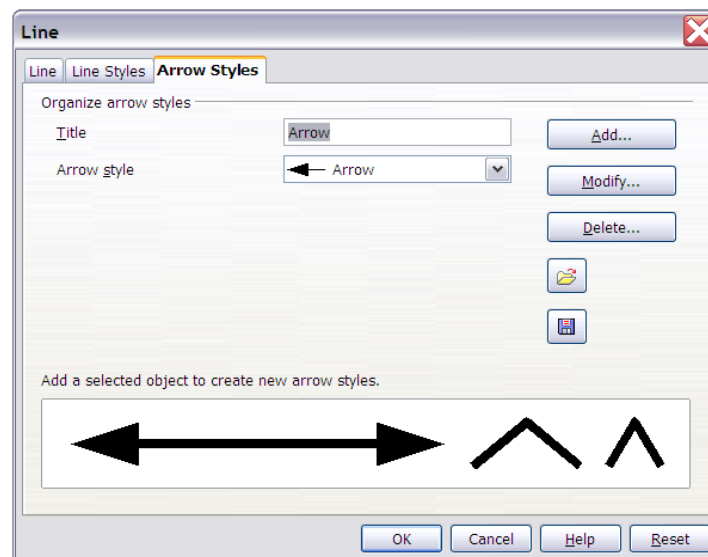 Line
Line Line Styles Arrow Styles
Organize arrow styles
Title Arrow Add...
Arrow style Arrow Modify...
Delete...
Add a selected object to create new arrow styles.
OK Cancel Help Reset